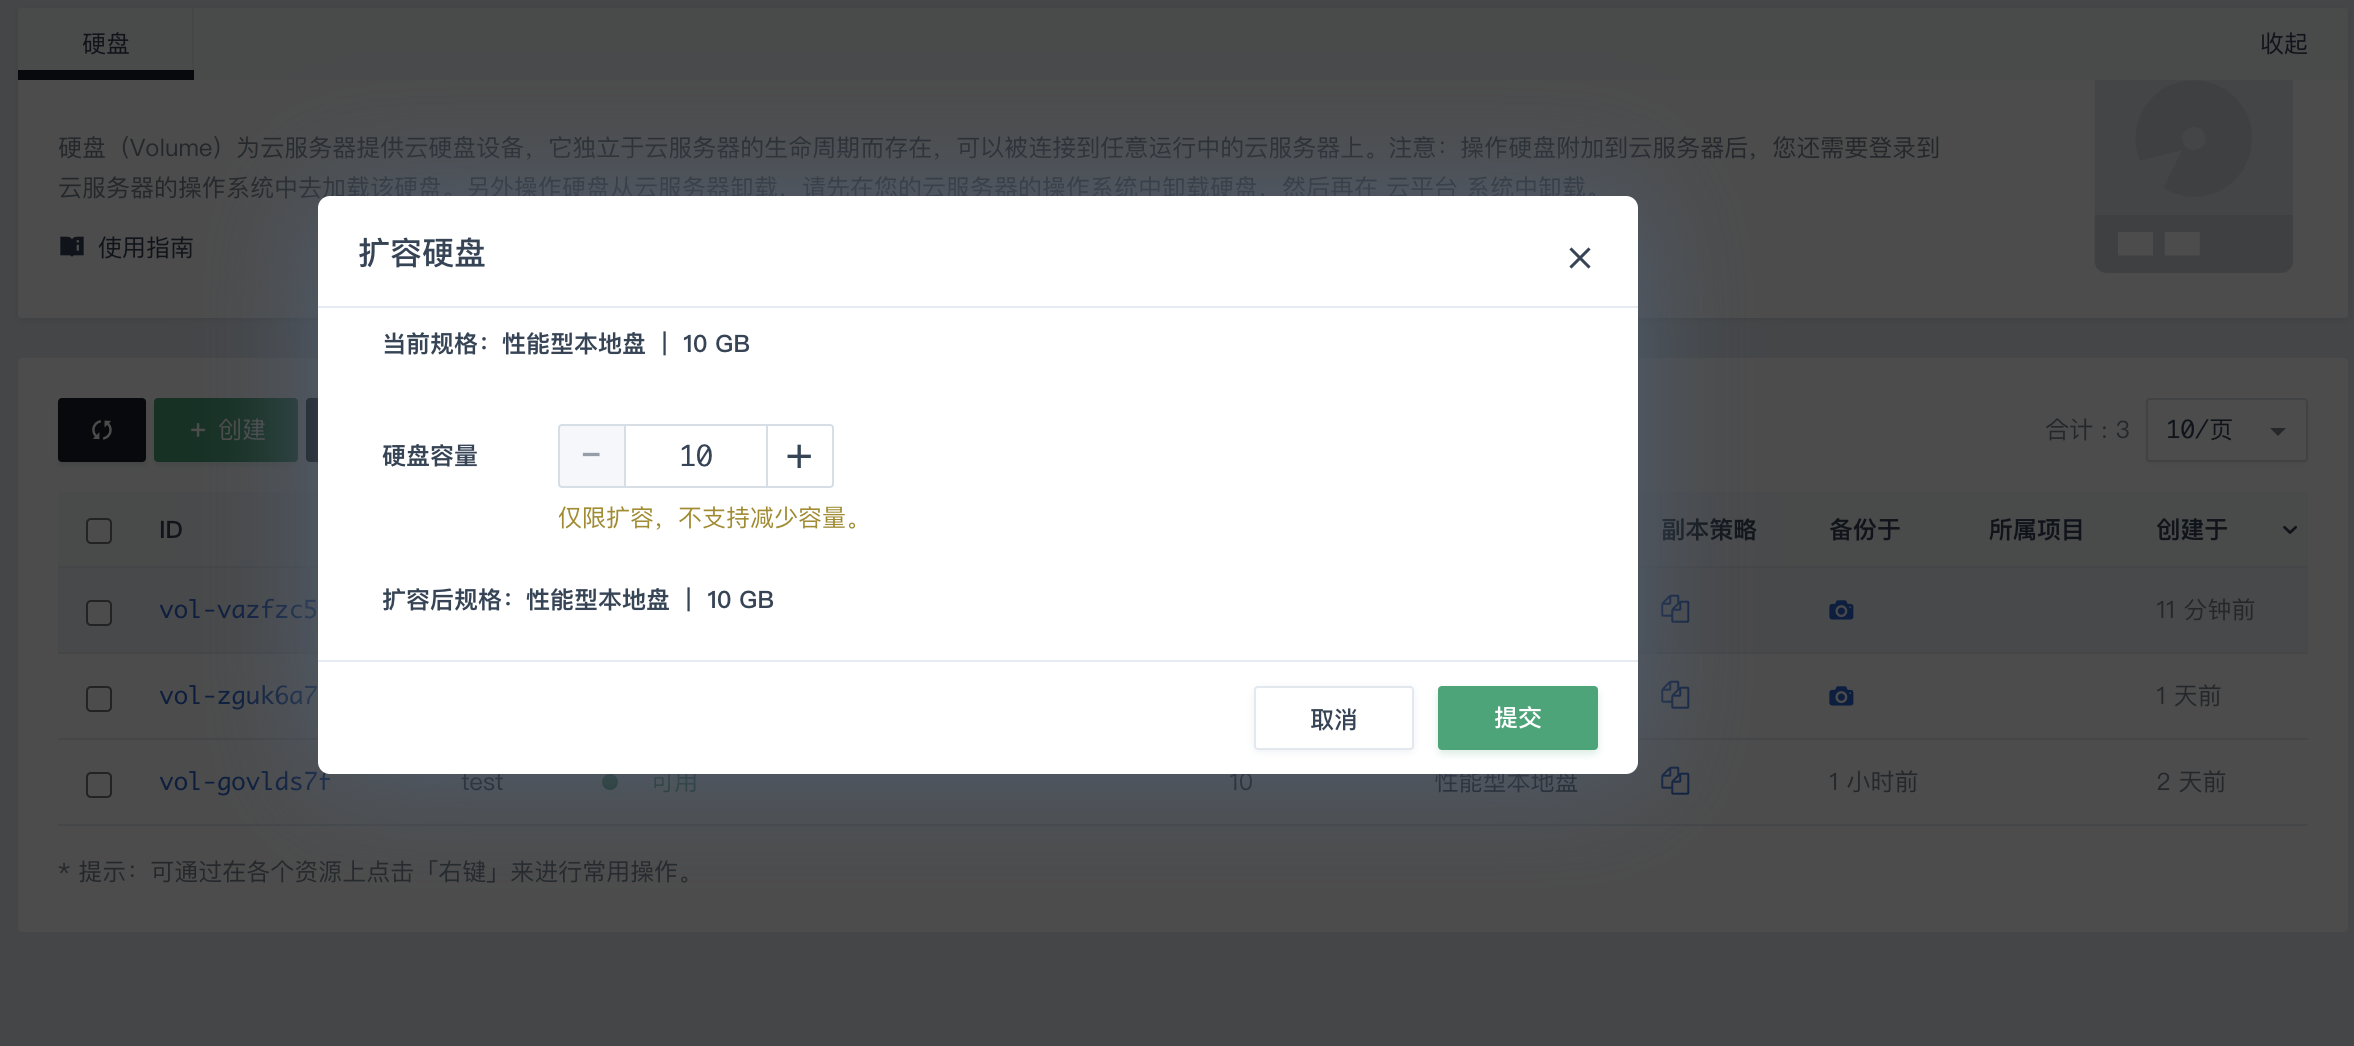 硬盘
收起
硬盘（Volume）为云服务器提供云硬盘设备，它独立于云服务器的生命周期而存在，可以被连接到任意运行中的云服务器上。注意：操作硬盘附加到云服务器后，您还需要登录到
云服务器的操作系统中去加载该硬盘。另外操作硬盘从云服务器卸载，请先在您的云服务器的操作系统中卸载硬盘，然后再在 云平台 系统中卸载。
使用指南
扩容硬盘
当前规格：性能型本地盘 | 10 GB
硬盘容量 − 10 +
仅限扩容，不支持减少容量。
扩容后规格：性能型本地盘 | 10 GB
取消 提交
+ 创建
合计：3 10/页
ID 副本策略 备份于 所属项目 创建于
vol-vazfzc5 11 分钟前
vol-zguk6a7 1 天前
vol-govlds7f test 可用 10 性能型本地盘 1 小时前 2 天前
* 提示：可通过在各个资源上点击「右键」来进行常用操作。